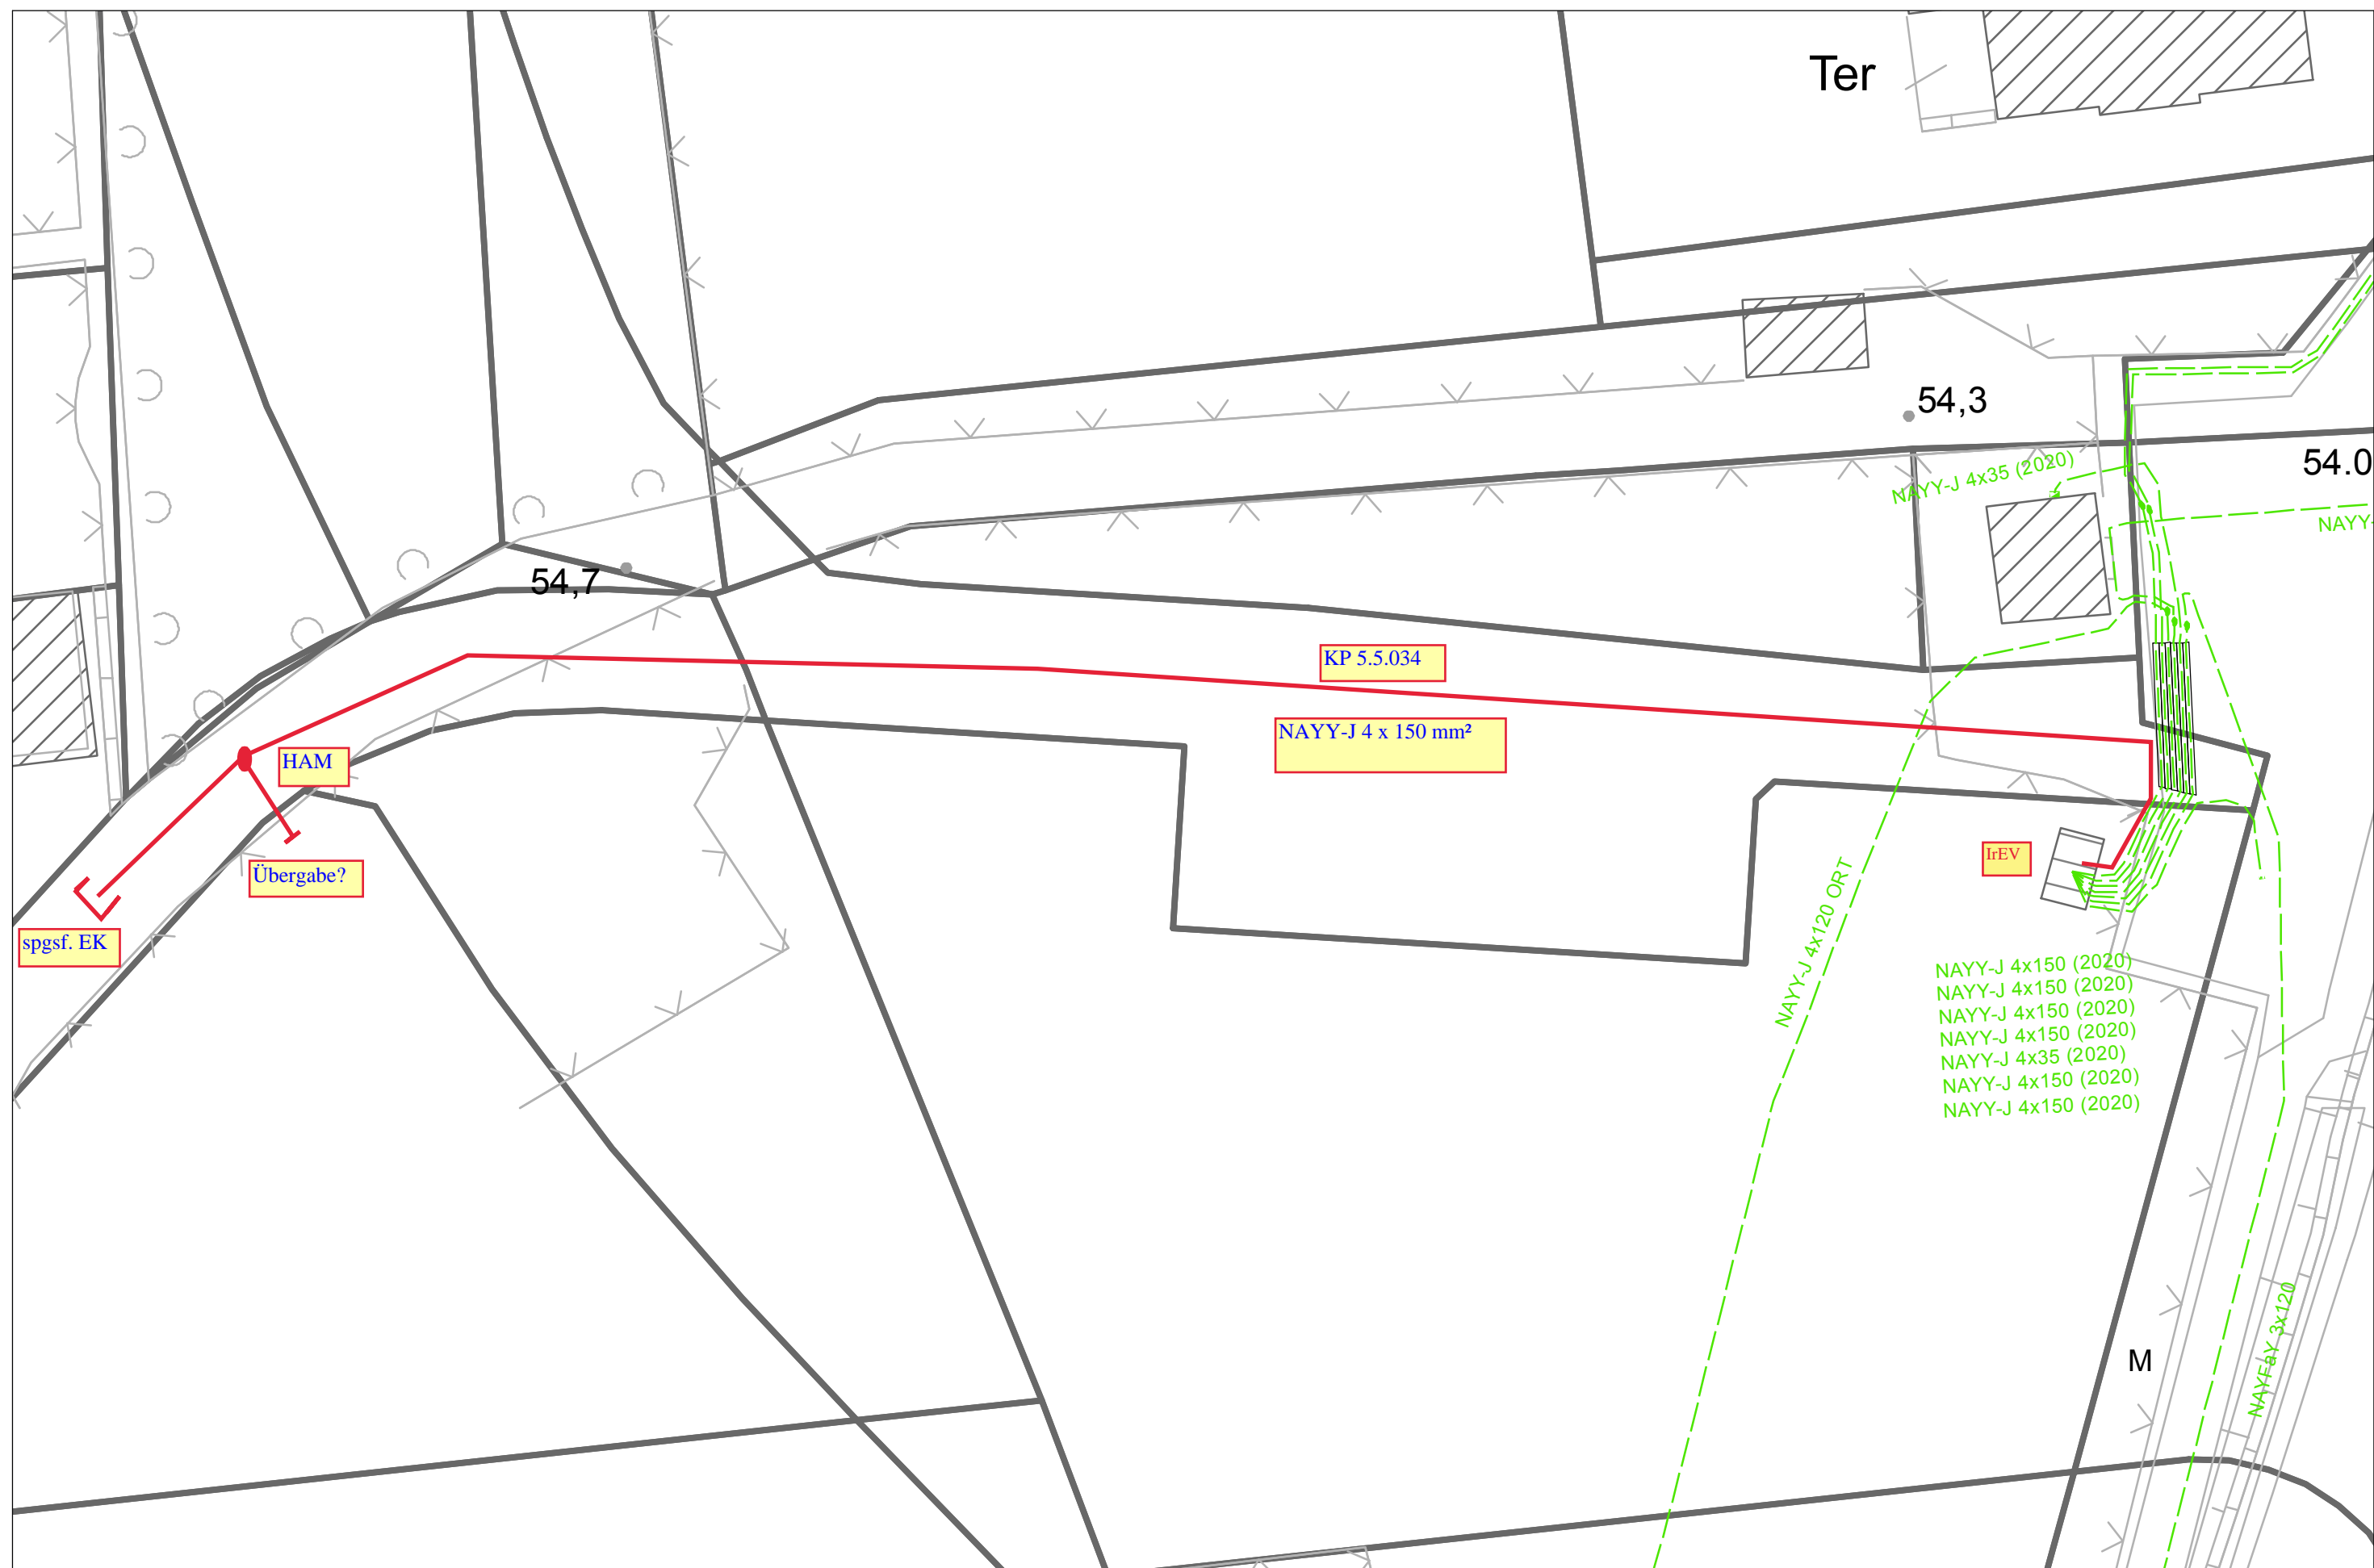 Ter
54,3
54.0
NAYY-J 4x35 (2020)
NAYY-
54,7
KP 5.5.034
NAYY-J 4 x 150 mm²
HAM
Übergabe?
IrEV
spgsf. EK
NAYY-J 4x120 ORT
NAYY-J 4x150 (2020)
NAYY-J 4x150 (2020)
NAYY-J 4x150 (2020)
NAYY-J 4x150 (2020)
NAYY-J 4x35 (2020)
NAYY-J 4x150 (2020)
NAYY-J 4x150 (2020)
NAYFaY 3x120
M